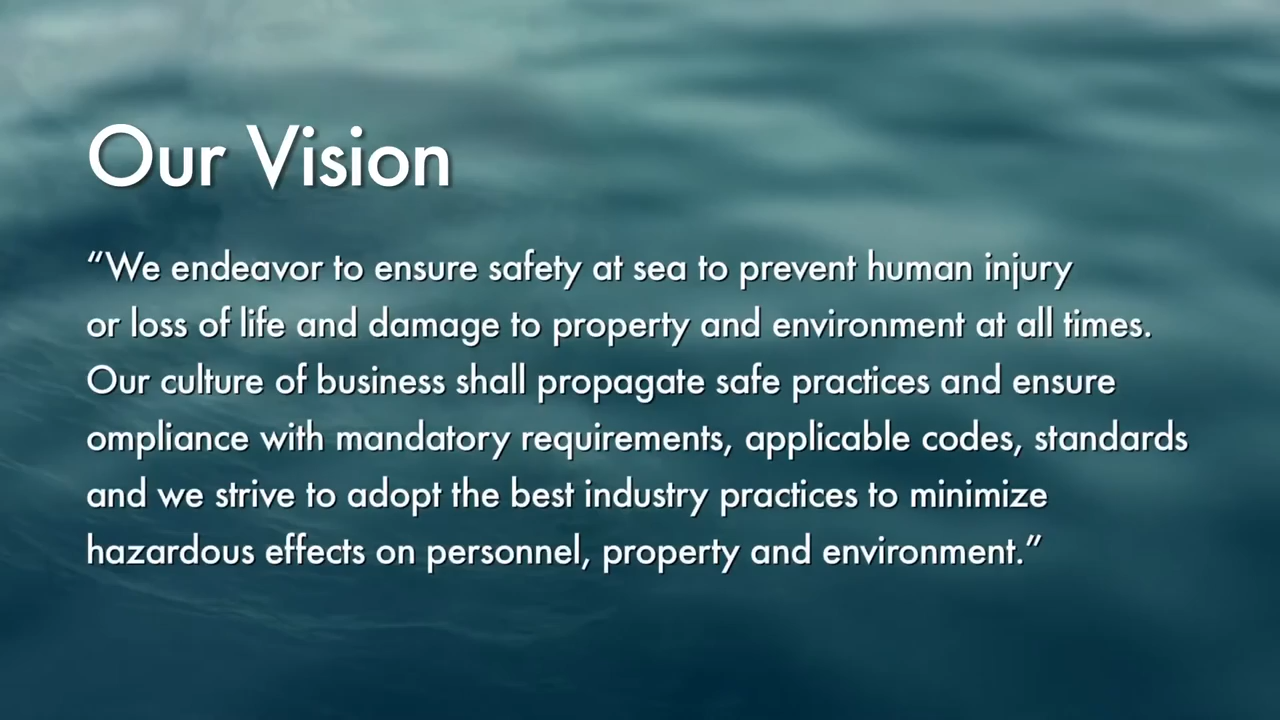 Our Vision
“We endeavor to ensure safety at sea to prevent human injury
or loss of life and damage to property and environment at all times.
Our culture of business shall propagate safe practices and ensure
ompliance with mandatory requirements, applicable codes, standards
and we strive to adopt the best industry practices to minimize
hazardous effects on personnel, property and environment.”